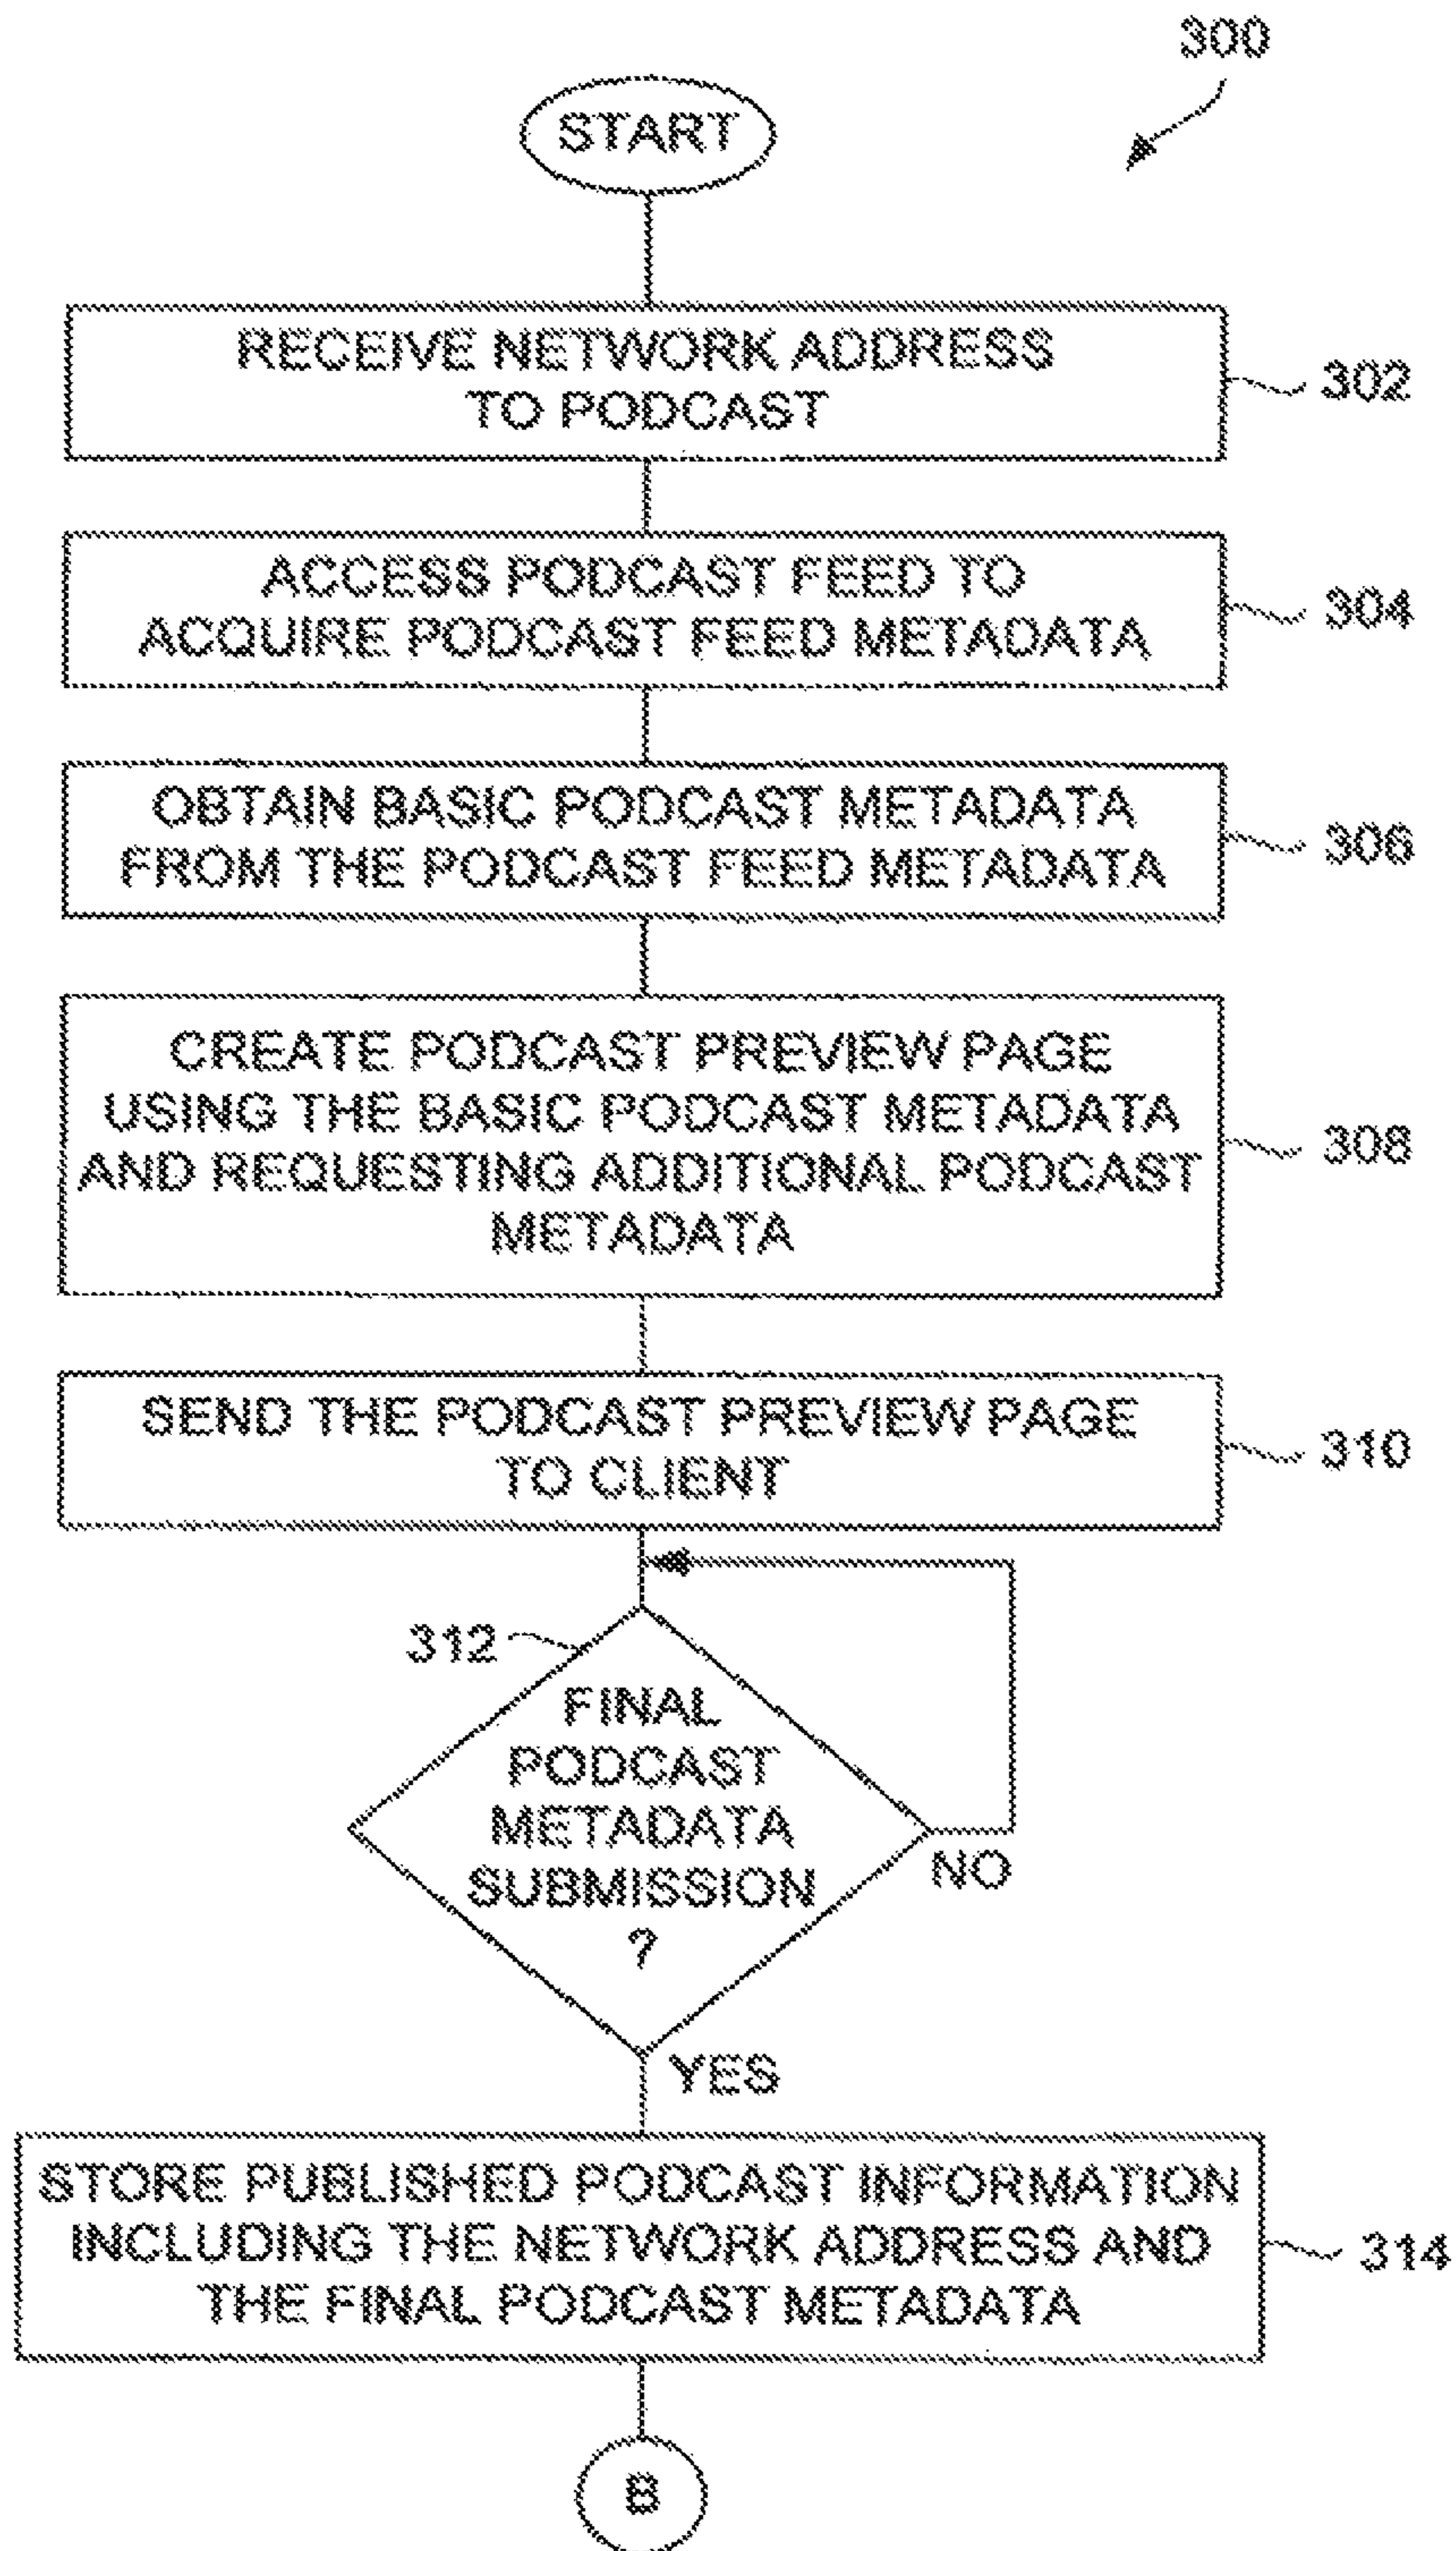 300
START
RECEIVE NETWORK ADDRESS
TO PODCAST
302
ACCESS PODCAST FEED TO
ACQUIRE PODCAST FEED METADATA
304
OBTAIN BASIC PODCAST METADATA
FROM THE PODCAST FEED METADATA
306
CREATE PODCAST PREVIEW PAGE
USING THE BASIC PODCAST METADATA
AND REQUESTING ADDITIONAL PODCAST
METADATA
308
SEND THE PODCAST PREVIEW PAGE
TO CLIENT
310
312
FINAL
PODCAST
METADATA
SUBMISSION
?
NO
YES
STORE PUBLISHED PODCAST INFORMATION
INCLUDING THE NETWORK ADDRESS AND
THE FINAL PODCAST METADATA
314
B